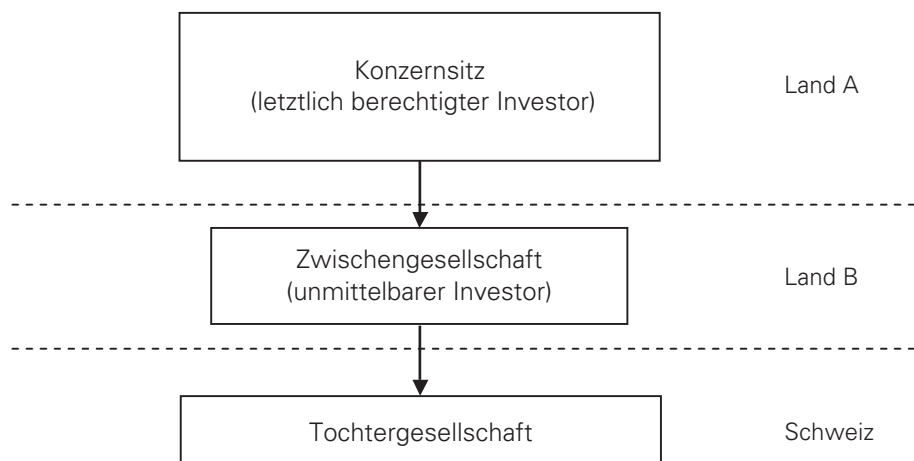 Konzernsitz
(letztlich berechtigter Investor)
Land A
Zwischengesellschaft
(unmittelbarer Investor)
Land B
Tochtergesellschaft
Schweiz